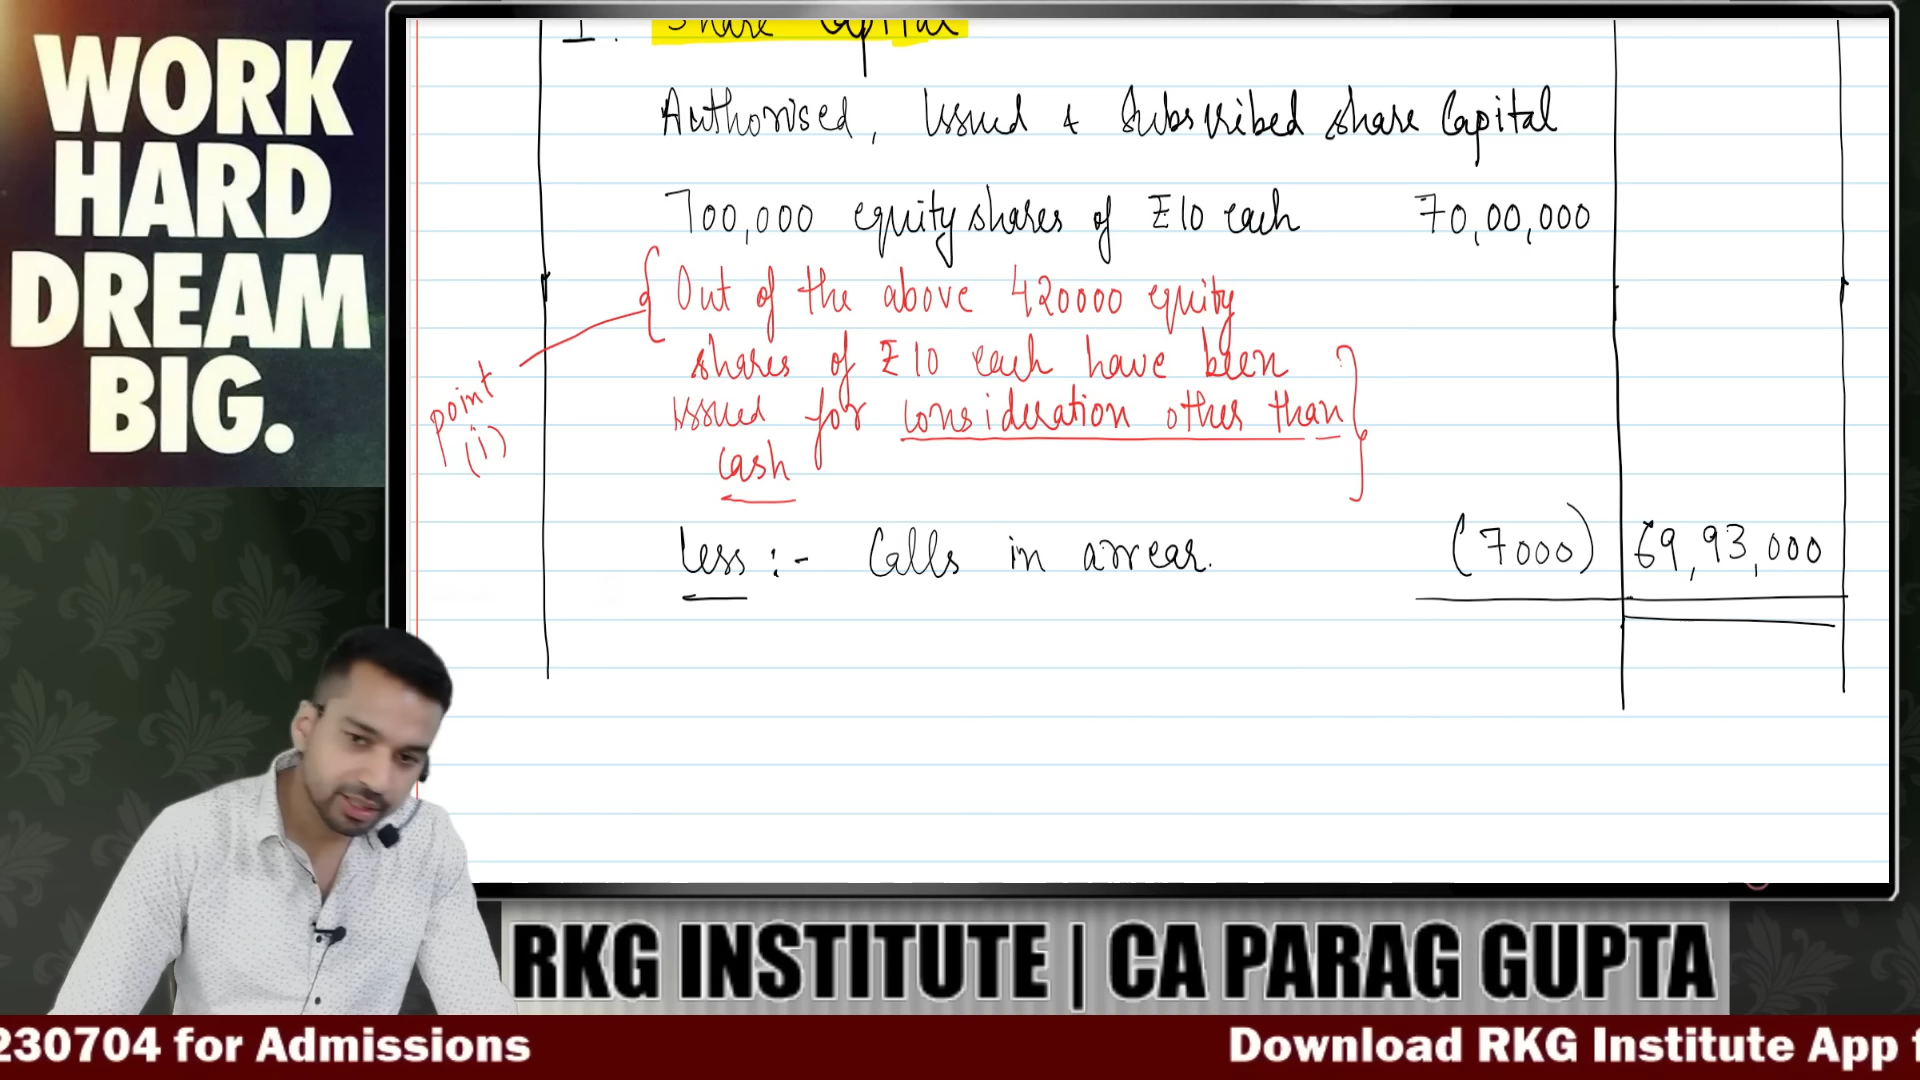 WORK
HARD
DREAM
BIG.
I. Share Capital
Authorised, Issued & Subscribed share Capital
700,000 equity shares of ₹10 each 70,00,000
Out of the above 420000 equity
shares of ₹10 each have been
issued for consideration other than
cash
point
(i)
Less :- Calls in arrear. (7000) 69,93,000
RKG INSTITUTE | CA PARAG GUPTA
230704 for Admissions
Download RKG Institute App f